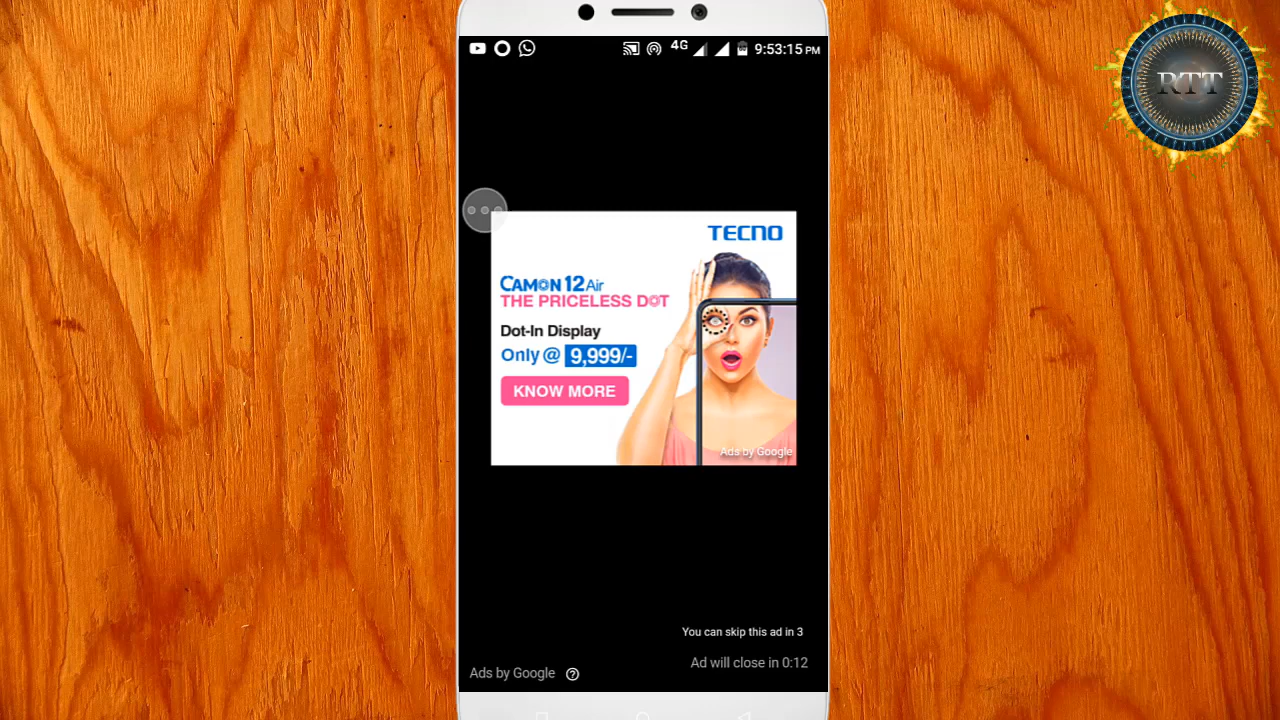 RTT
4G 9:53:15 PM
TECNO
CAMON 12 Air
THE PRICELESS DOT
Dot-In Display
Only @ 9,999/-
KNOW MORE
Ads by Google
You can skip this ad in 3
Ad will close in 0:12
Ads by Google ?